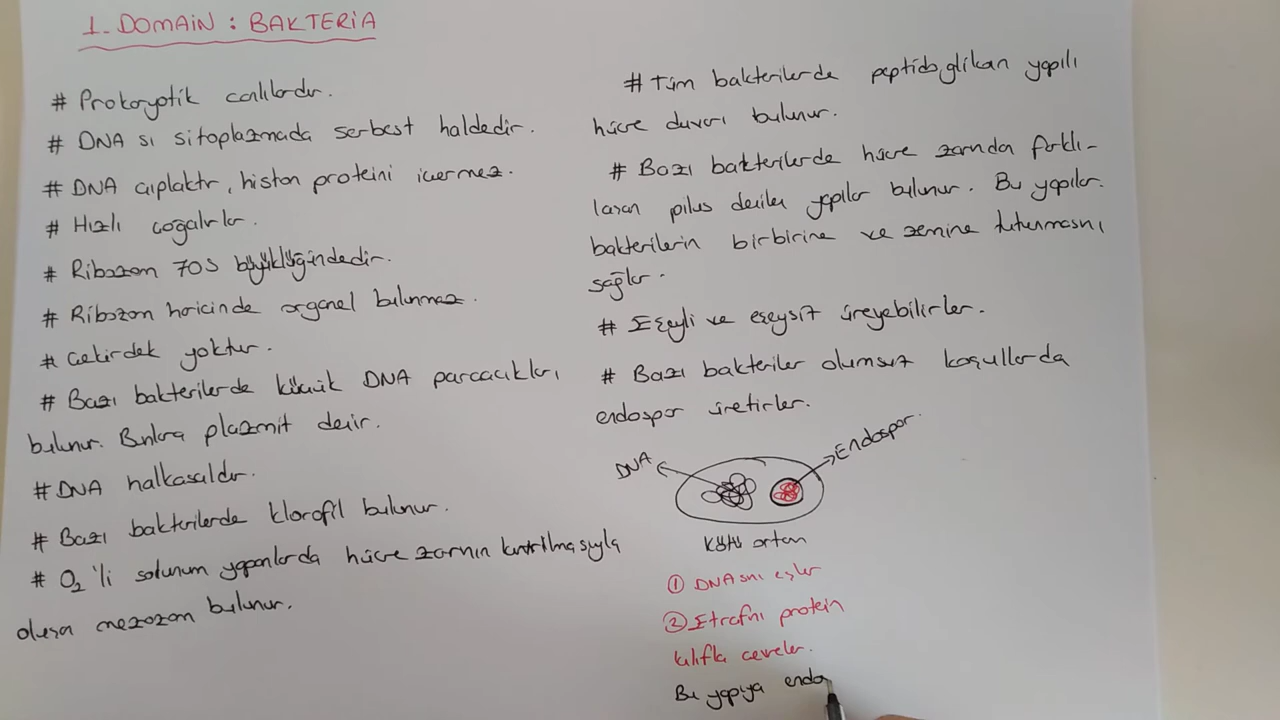 1. DOMAIN : BAKTERİA
# Prokaryotik canlılardır.
# DNA sı sitoplazmada serbest haldedir.
# DNA çıplaktır, histon proteini içermez.
# Hızlı çoğalırlar.
# Ribozom 70S büyüklüğündedir.
# Ribozom haricinde organel bulunmaz.
# Çekirdek yoktur.
# Bazı bakterilerde küçük DNA parçacıkları
bulunur. Bunlara plazmit denir.
# DNA halkasaldır.
# Bazı bakterilerde klorofil bulunur.
# O2'li solunum yapanlarda hücre zarının kıvrılmasıyla
oluşan mezozom bulunur.
# Tüm bakterilerde peptidoglikan yapılı
hücre duvarı bulunur.
# Bazı bakterilerde hücre zarında farklı-
laşan pilus denilen yapılar bulunur. Bu yapılar
bakterilerin birbirine ve zemine tutunmasını
sağlar.
# Eşeyli ve eşeysiz üreyebilirler.
# Bazı bakteriler olumsuz koşullarda
endospor üretirler.
DNA
Endospor
Kötü ortam
① DNA sını eşler
② Etrafını protein
kılıfla çevreler.
Bu yapıya endo